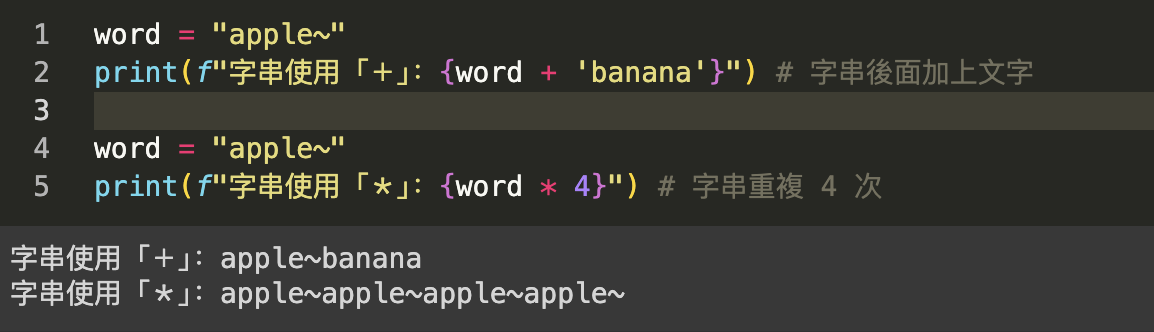 1 word = "apple~"
2 print(f"字串使用「＋」: {word + 'banana'}") # 字串後面加上文字
3
4 word = "apple~"
5 print(f"字串使用「＊」: {word * 4}") # 字串重複 4 次
字串使用「＋」: apple~banana
字串使用「＊」: apple~apple~apple~apple~